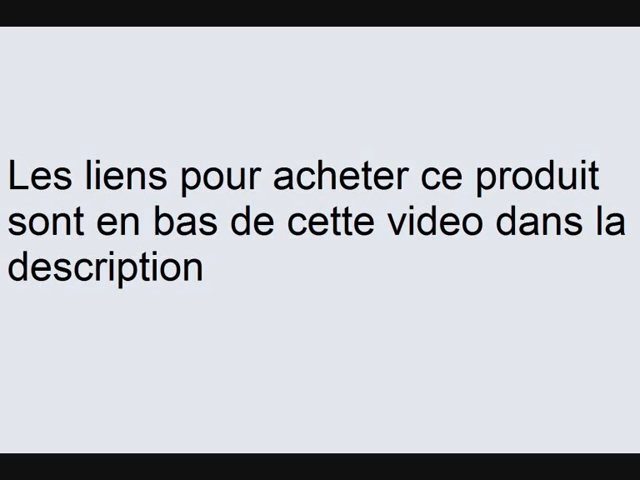 Les liens pour acheter ce produit
sont en bas de cette video dans la
description